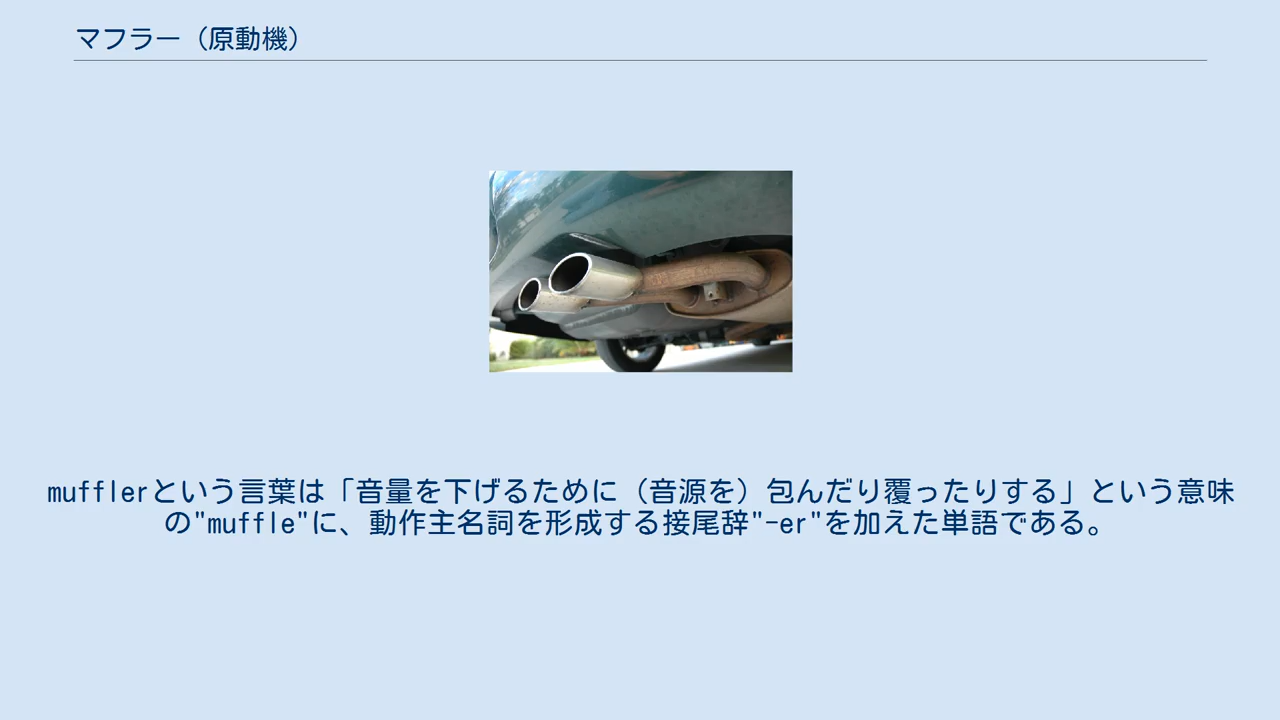 マフラー（原動機）
mufflerという言葉は「音量を下げるために（音源を）包んだり覆ったりする」という意味
の"muffle"に、動作主名詞を形成する接尾辞"-er"を加えた単語である。